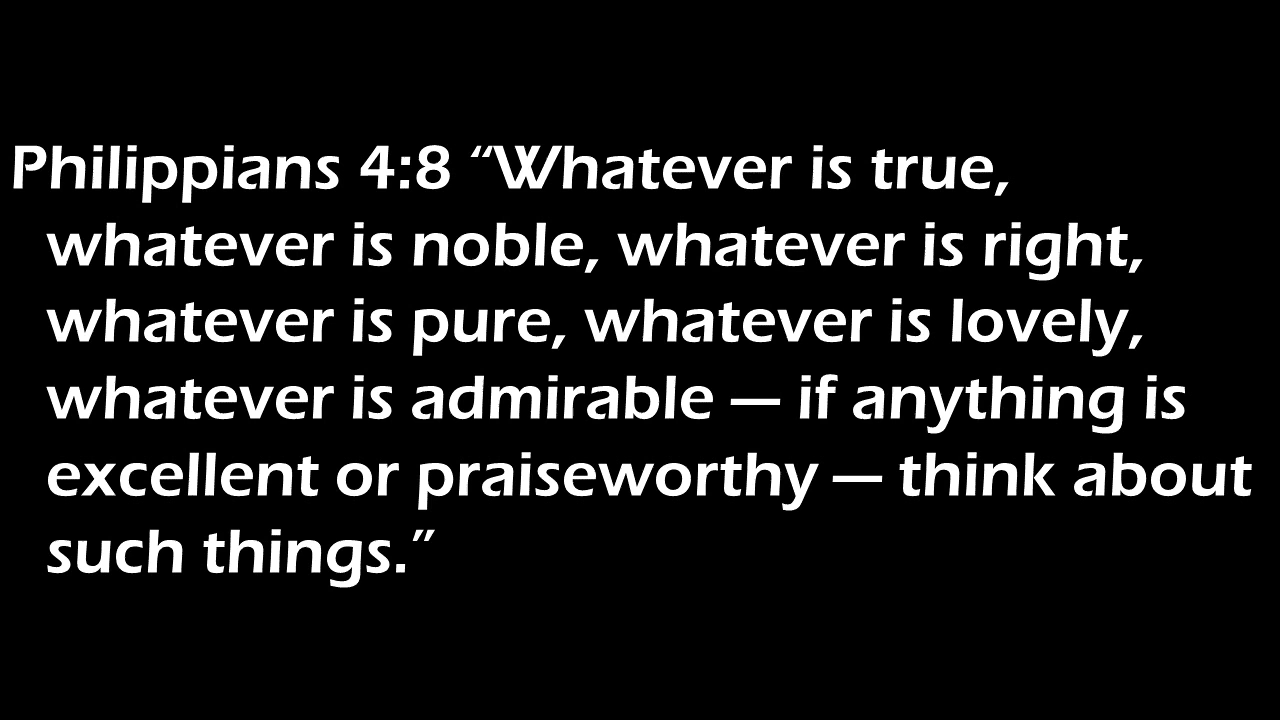 Philippians 4:8 “Whatever is true,
whatever is noble, whatever is right,
whatever is pure, whatever is lovely,
whatever is admirable — if anything is
excellent or praiseworthy — think about
such things.”